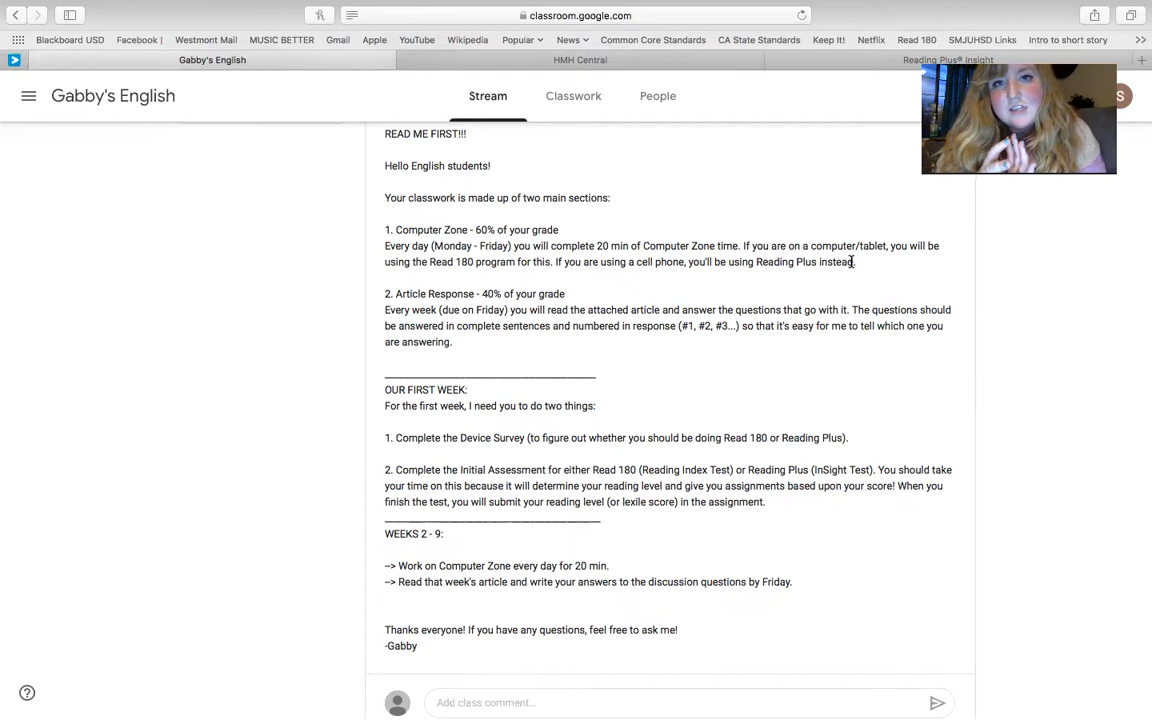 classroom.google.com
Blackboard USD
Facebook |
Westmont Mail
MUSIC BETTER
Gmail
Apple
YouTube
Wikipedia
Popular
News
Common Core Standards
CA State Standards
Keep It!
Netflix
Read 180
SMJUHSD Links
Intro to short story
>>
Gabby's English
HMH Central
Reading Plus® Insight
Gabby's English
Stream
Classwork
People
S
READ ME FIRST!!!
Hello English students!
Your classwork is made up of two main sections:
1. Computer Zone - 60% of your grade
Every day (Monday - Friday) you will complete 20 min of Computer Zone time. If you are on a computer/tablet, you will be
using the Read 180 program for this. If you are using a cell phone, you'll be using Reading Plus instead.
2. Article Response - 40% of your grade
Every week (due on Friday) you will read the attached article and answer the questions that go with it. The questions should
be answered in complete sentences and numbered in response (#1, #2, #3...) so that it's easy for me to tell which one you
are answering.
OUR FIRST WEEK:
For the first week, I need you to do two things:
1. Complete the Device Survey (to figure out whether you should be doing Read 180 or Reading Plus).
2. Complete the Initial Assessment for either Read 180 (Reading Index Test) or Reading Plus (InSight Test). You should take
your time on this because it will determine your reading level and give you assignments based upon your score! When you
finish the test, you will submit your reading level (or lexile score) in the assignment.
WEEKS 2 - 9:
--> Work on Computer Zone every day for 20 min.
--> Read that week's article and write your answers to the discussion questions by Friday.
Thanks everyone! If you have any questions, feel free to ask me!
-Gabby
Add class comment...